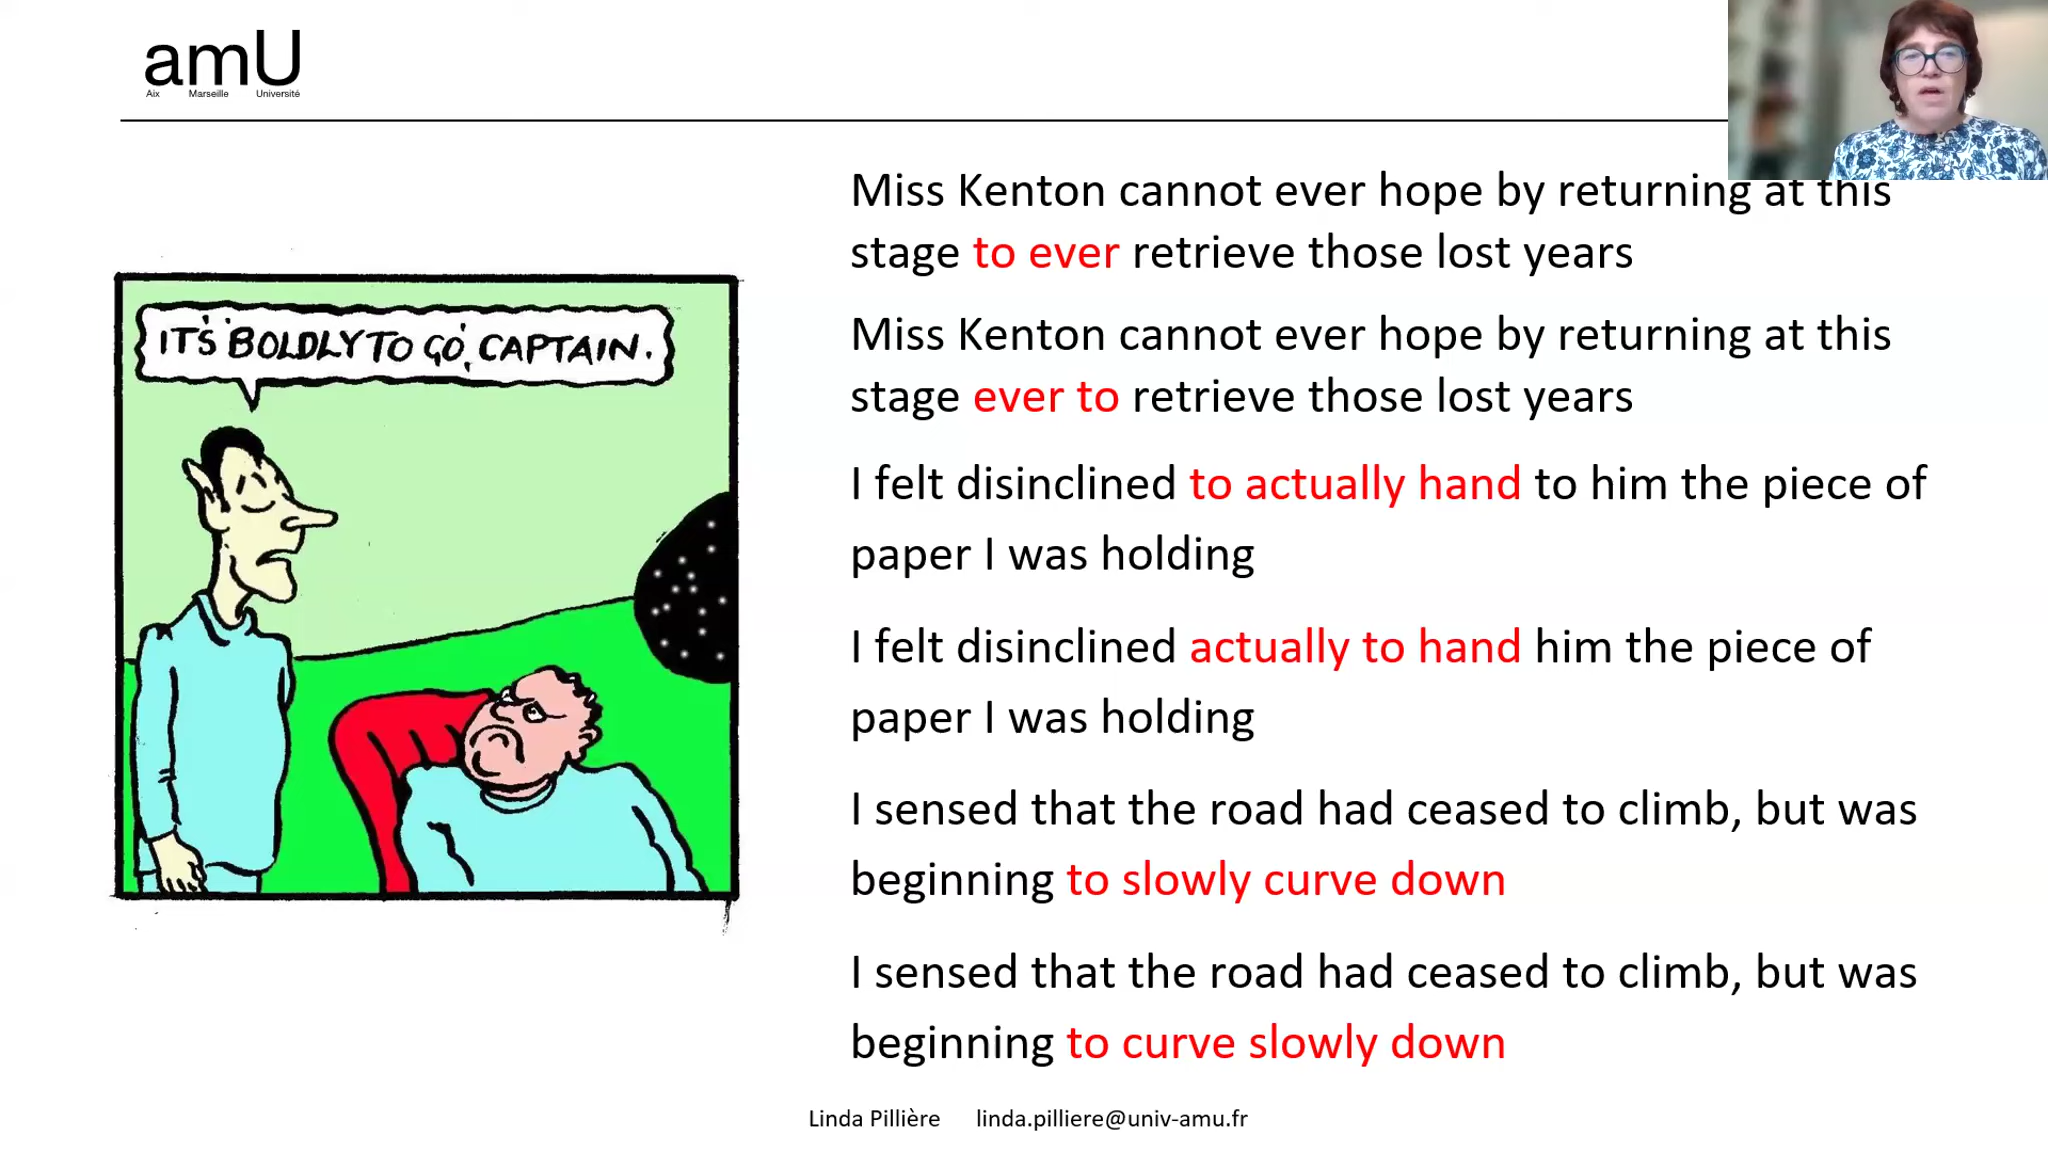 amU
Aix Marseille Université
IT'S 'BOLDLY TO GO', CAPTAIN.
Miss Kenton cannot ever hope by returning at this
stage to ever retrieve those lost years
Miss Kenton cannot ever hope by returning at this
stage ever to retrieve those lost years
I felt disinclined to actually hand to him the piece of
paper I was holding
I felt disinclined actually to hand him the piece of
paper I was holding
I sensed that the road had ceased to climb, but was
beginning to slowly curve down
I sensed that the road had ceased to climb, but was
beginning to curve slowly down
Linda Pillière linda.pilliere@univ-amu.fr